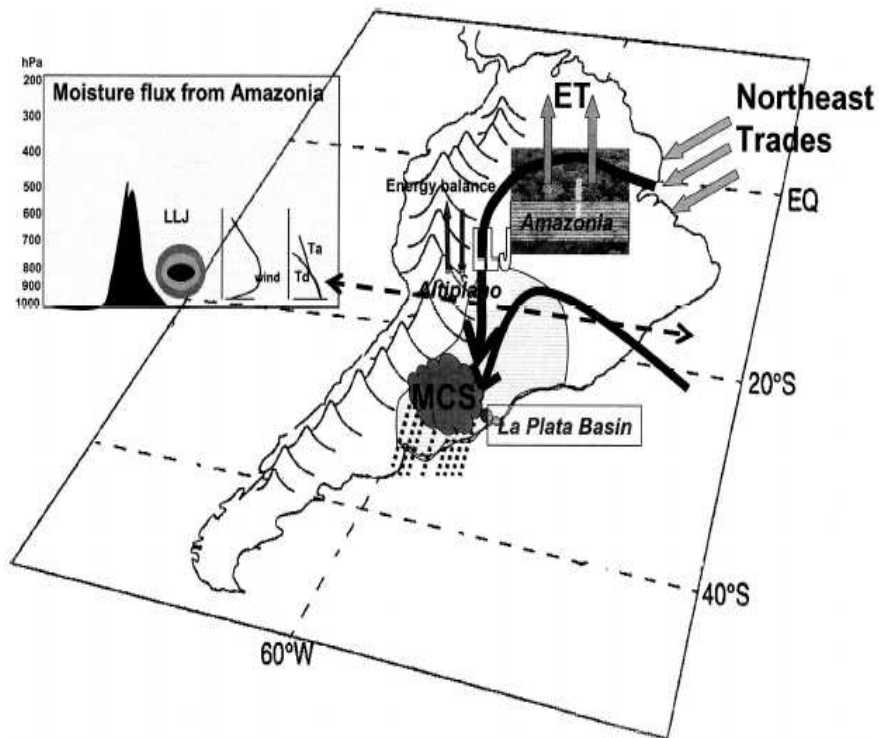 hPa
200
300
400
500
600
700
800
900
1000
Moisture flux from Amazonia
LLJ
wind
Ta
Td
ET
Northeast
Trades
EQ
Energy balance
Amazonia
LLJ
Altiplano
20°S
MCS
La Plata Basin
40°S
60°W